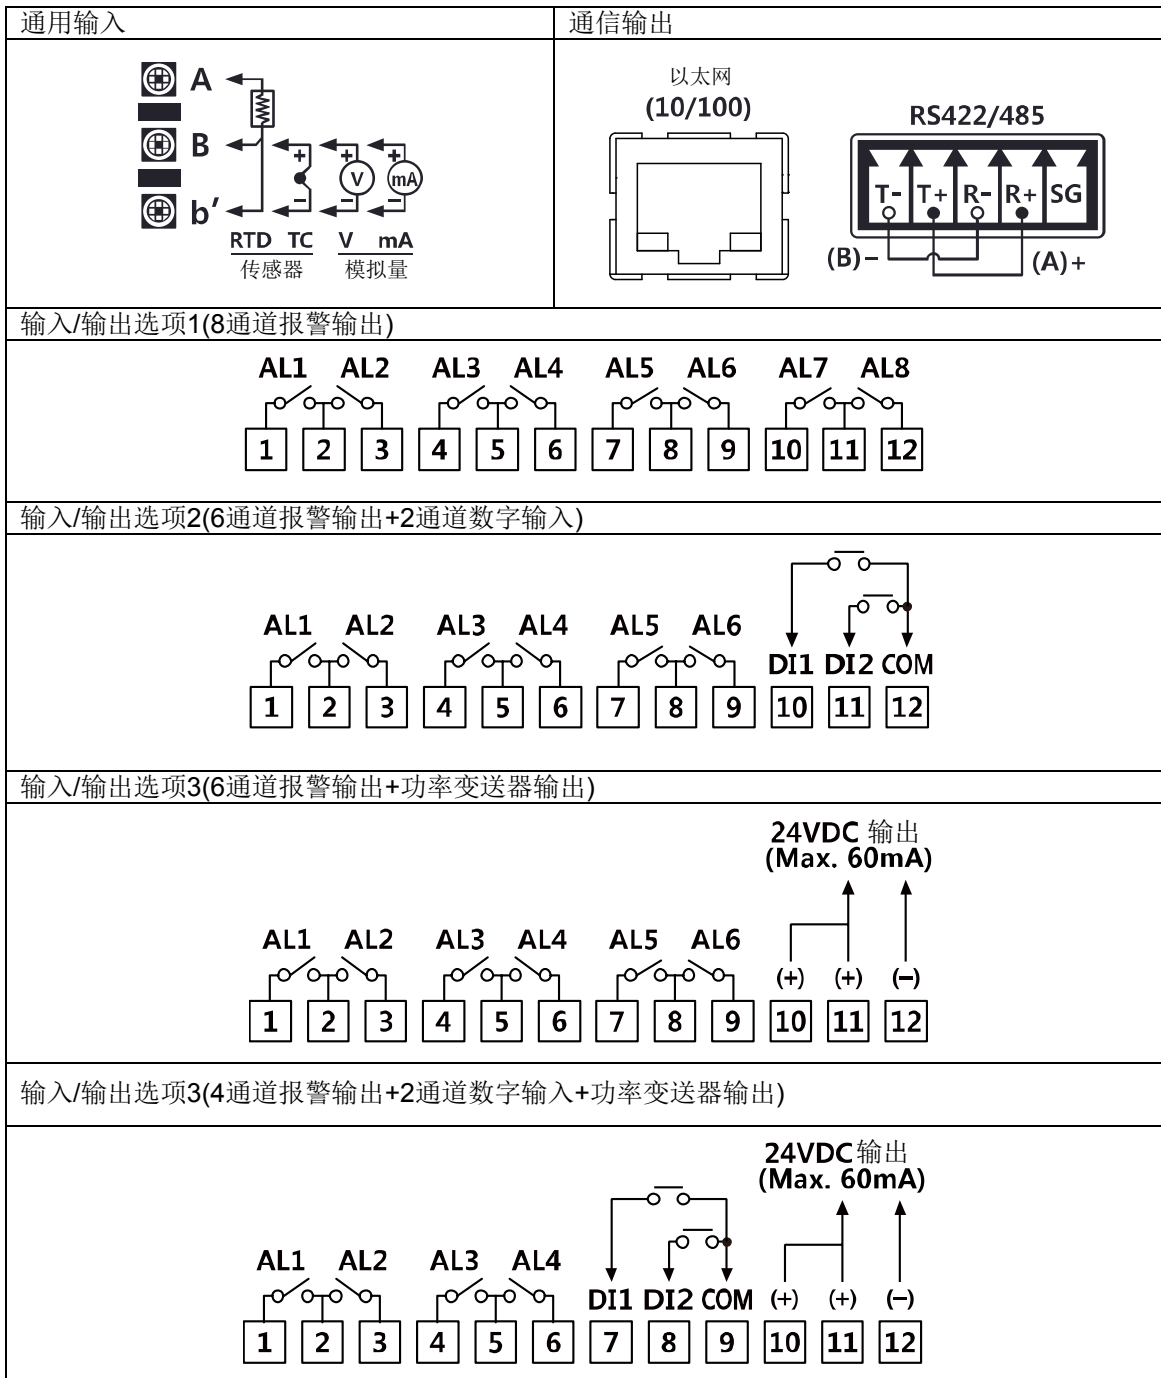 通用输入
通信输出
A
B
b′
+ + +
V mA
− − −
RTD TC V mA
传感器 模拟量
以太网
(10/100)
RS422/485
T- T+ R- R+ SG
(B)−
(A)+
输入/输出选项1(8通道报警输出)
AL1 AL2 AL3 AL4 AL5 AL6 AL7 AL8
1 2 3 4 5 6 7 8 9 10 11 12
输入/输出选项2(6通道报警输出+2通道数字输入)
AL1 AL2 AL3 AL4 AL5 AL6
DI1 DI2 COM
1 2 3 4 5 6 7 8 9 10 11 12
输入/输出选项3(6通道报警输出+功率变送器输出)
24VDC 输出
(Max. 60mA)
AL1 AL2 AL3 AL4 AL5 AL6
(+) (+) (−)
1 2 3 4 5 6 7 8 9 10 11 12
输入/输出选项3(4通道报警输出+2通道数字输入+功率变送器输出)
24VDC输出
(Max. 60mA)
AL1 AL2 AL3 AL4
DI1 DI2 COM (+) (+) (−)
1 2 3 4 5 6 7 8 9 10 11 12